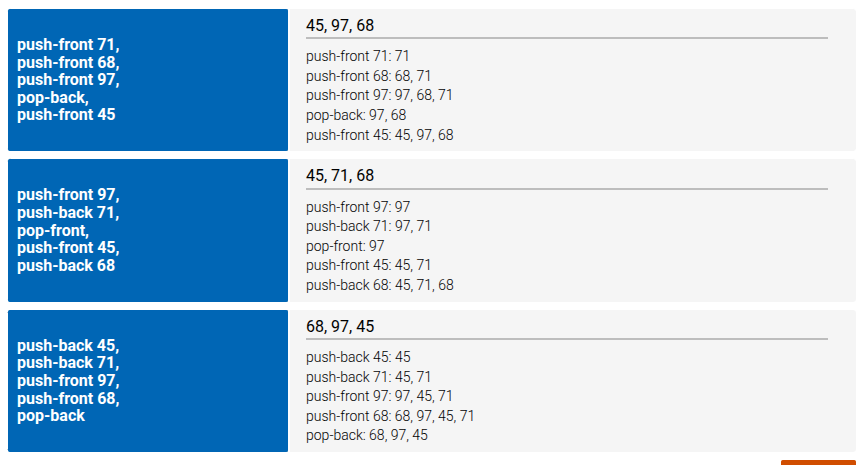 push-front 71,
push-front 68,
push-front 97,
pop-back,
push-front 45
45, 97, 68
push-front 71: 71
push-front 68: 68, 71
push-front 97: 97, 68, 71
pop-back: 97, 68
push-front 45: 45, 97, 68
push-front 97,
push-back 71,
pop-front,
push-front 45,
push-back 68
45, 71, 68
push-front 97: 97
push-back 71: 97, 71
pop-front: 97
push-front 45: 45, 71
push-back 68: 45, 71, 68
push-back 45,
push-back 71,
push-front 97,
push-front 68,
pop-back
68, 97, 45
push-back 45: 45
push-back 71: 45, 71
push-front 97: 97, 45, 71
push-front 68: 68, 97, 45, 71
pop-back: 68, 97, 45